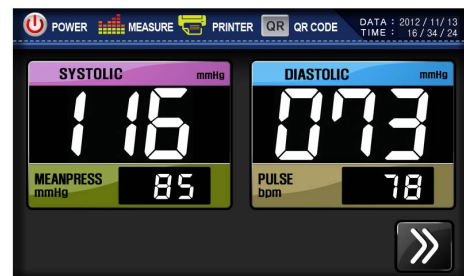 POWER MEASURE PRINTER QR QR CODE DATA : 2012 / 11 / 13
TIME : 16 / 34 / 24
SYSTOLIC mmHg
116
MEANPRESS
mmHg
85
DIASTOLIC mmHg
073
PULSE
bpm
78